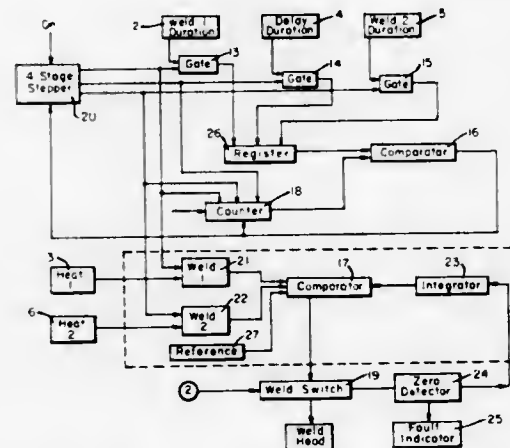 Gn
2
Weld 1
Duration
4
Delay
Duration
5
Weld 2
Duration
4 Stage
Stepper
20
13
Gate
14
Gate
15
Gate
26
Register
16
Comparator
18
Counter
3
Heat
1
21
Weld
1
17
Comparator
23
Integrator
6
Heat
2
22
Weld
2
27
Reference
2
19
Weld Switch
24
Zero
Detector
Weld
Head
Fault
Indicator
25